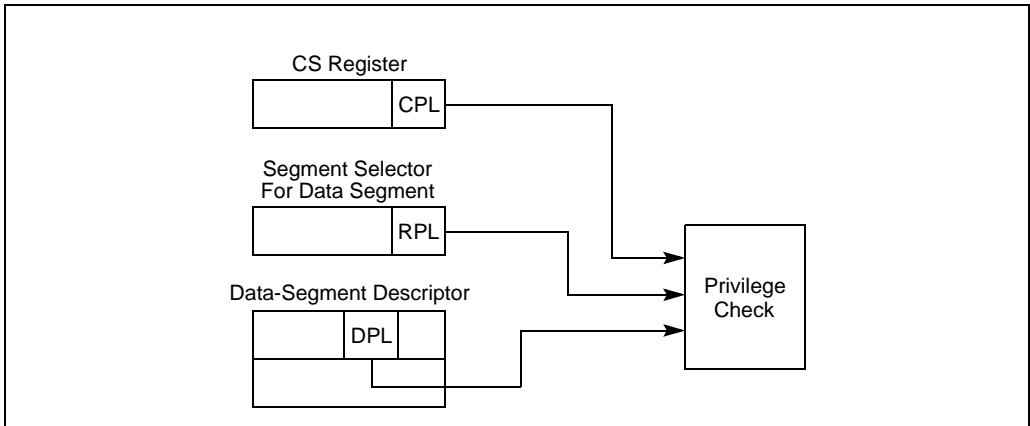 CS Register
CPL
Segment Selector
For Data Segment
RPL
Data-Segment Descriptor
DPL
Privilege
Check